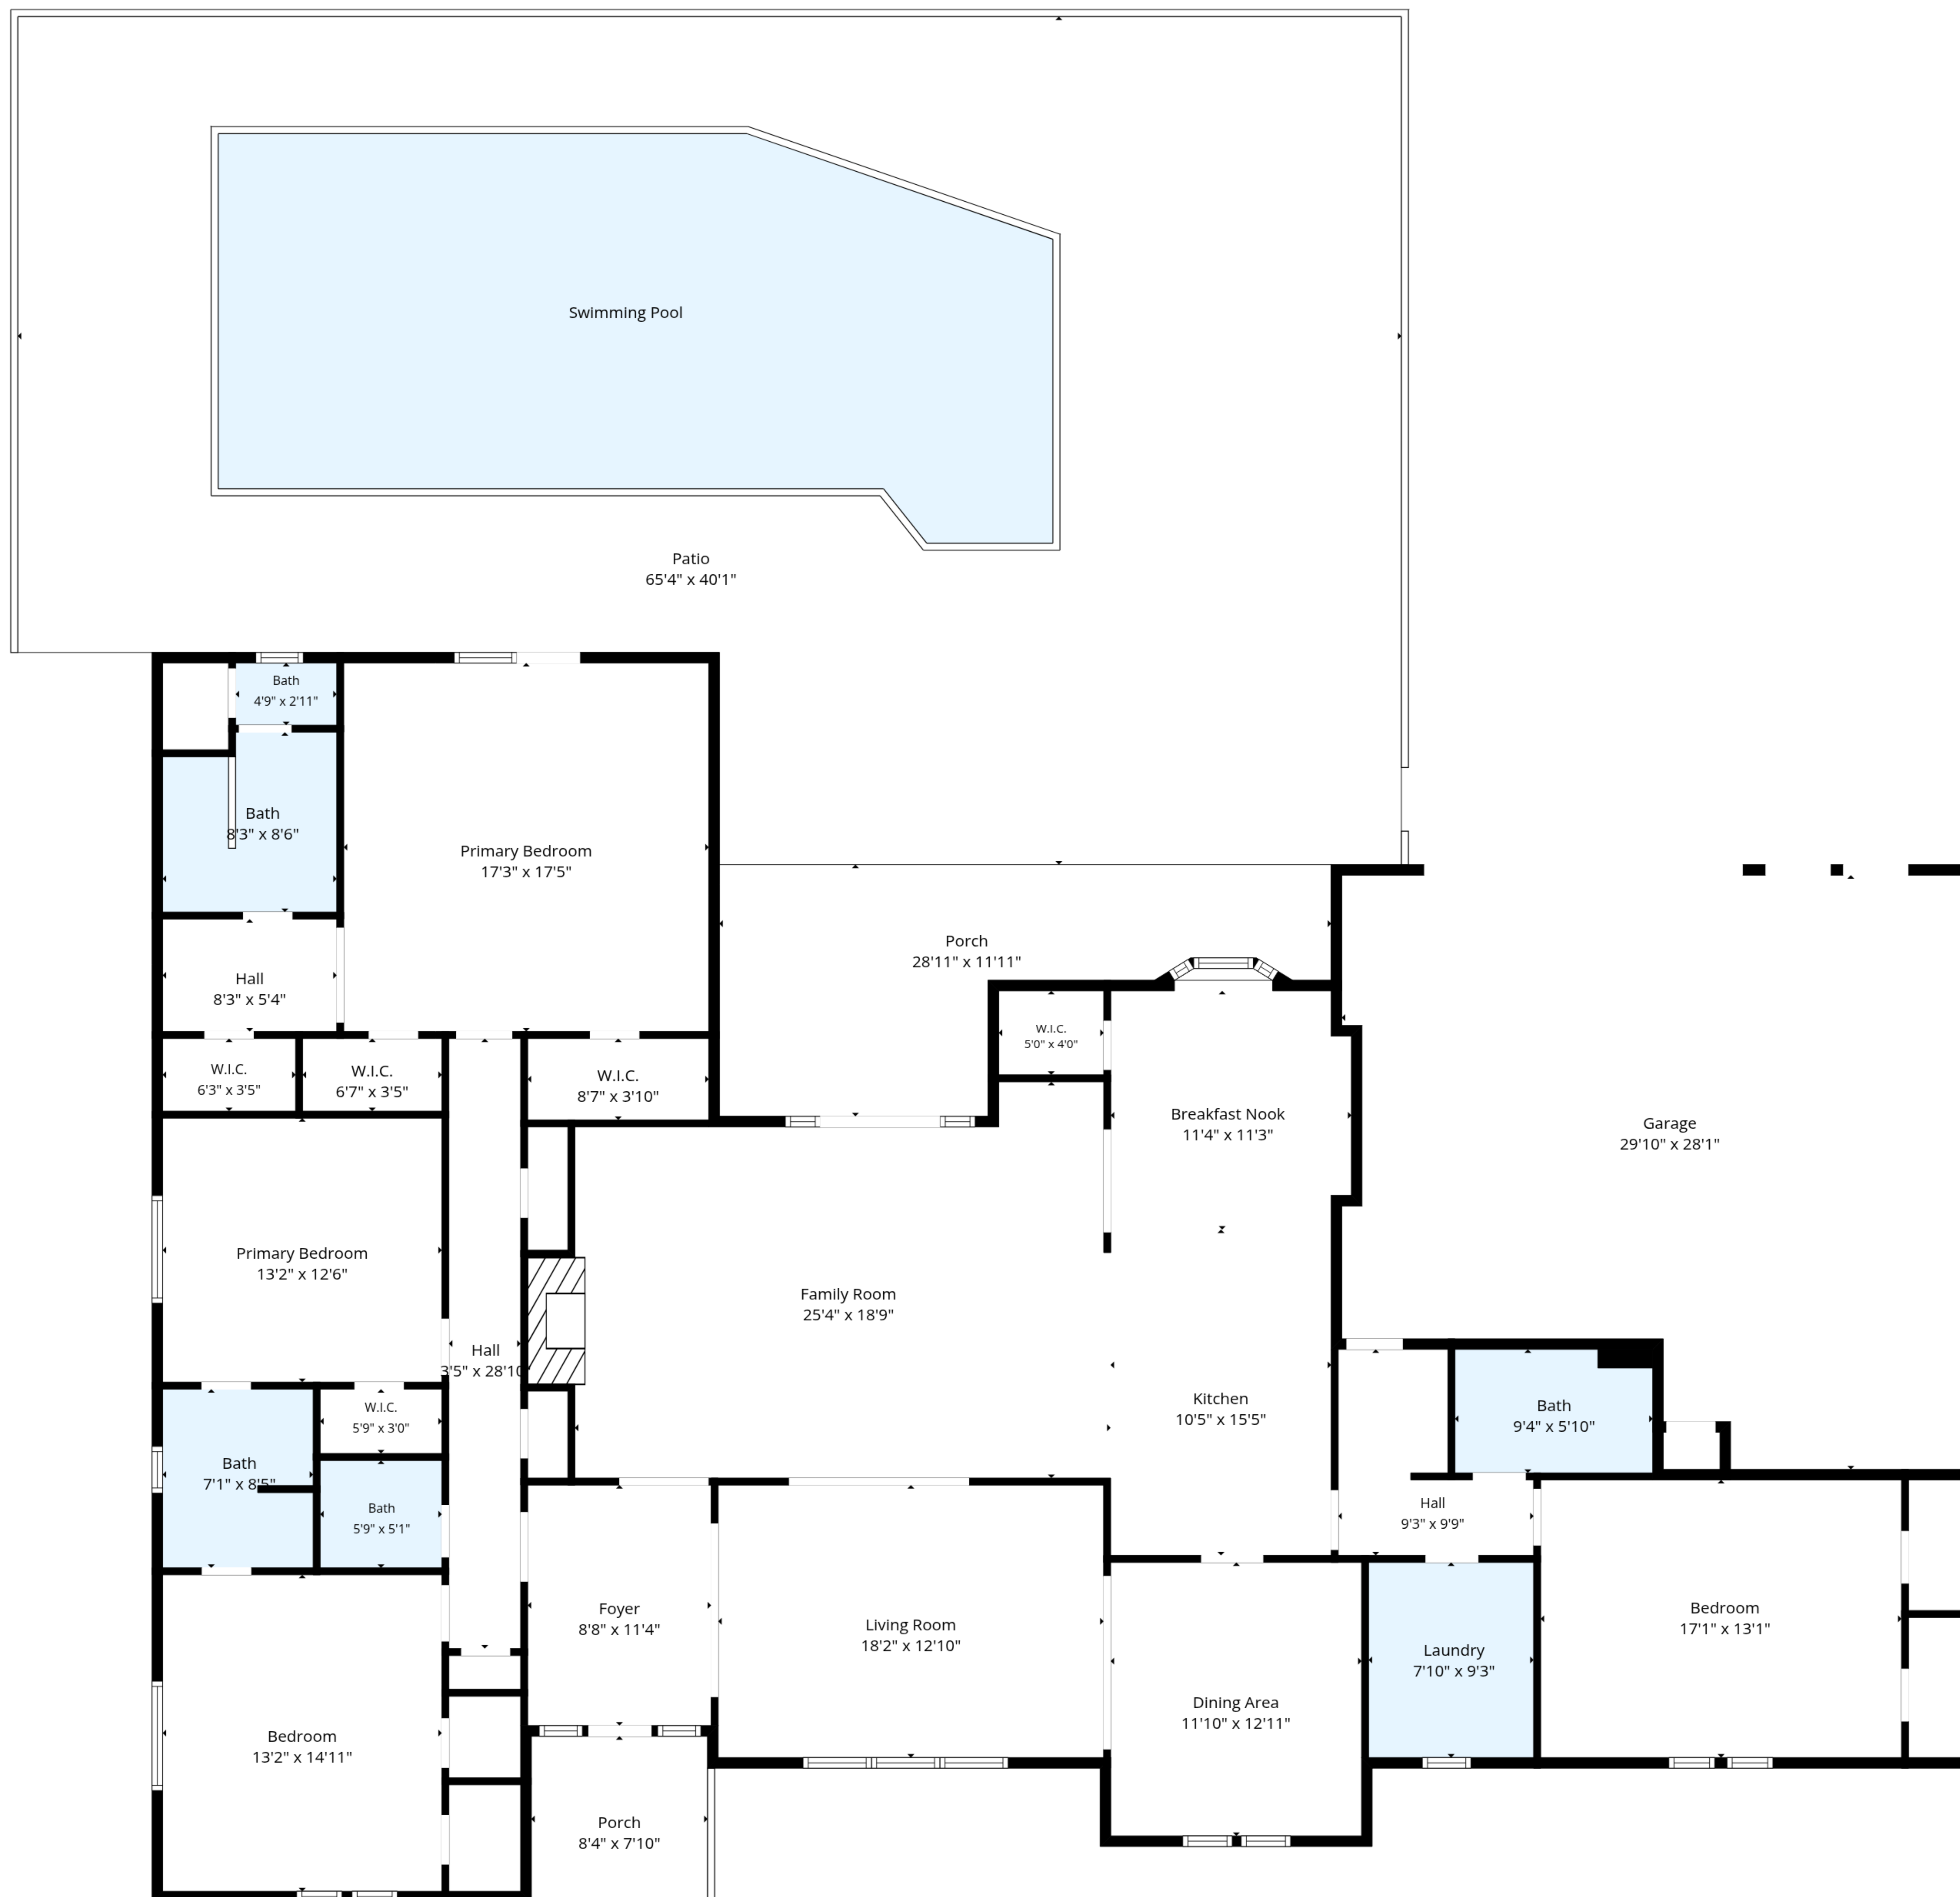 Swimming Pool
Patio
65'4" x 40'1"
Bath
4'9" x 2'11"
Bath
8'3" x 8'6"
Primary Bedroom
17'3" x 17'5"
Porch
28'11" x 11'11"
Hall
8'3" x 5'4"
W.I.C.
5'0" x 4'0"
W.I.C.
6'3" x 3'5"
W.I.C.
6'7" x 3'5"
W.I.C.
8'7" x 3'10"
Breakfast Nook
11'4" x 11'3"
Garage
29'10" x 28'1"
Primary Bedroom
13'2" x 12'6"
Family Room
25'4" x 18'9"
Hall
3'5" x 28'10
Kitchen
10'5" x 15'5"
Bath
9'4" x 5'10"
W.I.C.
5'9" x 3'0"
Bath
7'1" x 8'5"
Bath
5'9" x 5'1"
Hall
9'3" x 9'9"
Foyer
8'8" x 11'4"
Living Room
18'2" x 12'10"
Bedroom
17'1" x 13'1"
Laundry
7'10" x 9'3"
Dining Area
11'10" x 12'11"
Bedroom
13'2" x 14'11"
Porch
8'4" x 7'10"